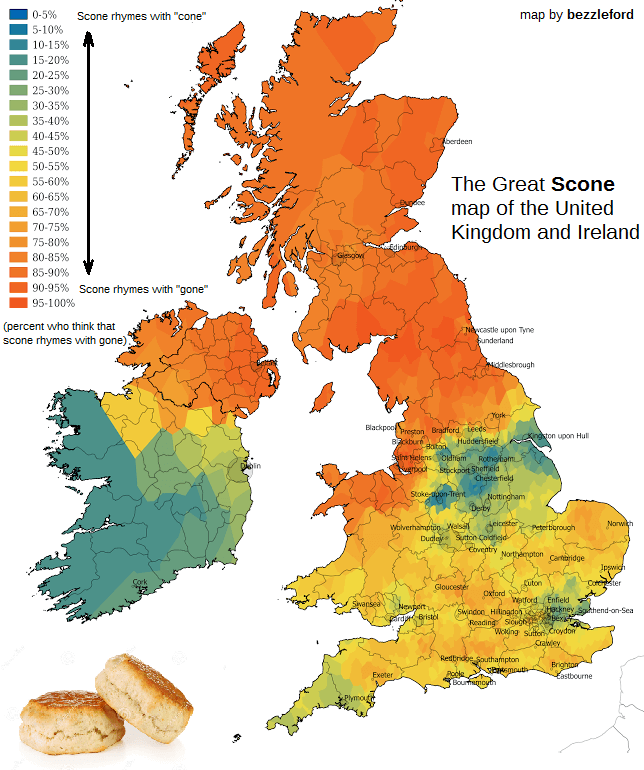 0-5%
5-10%
10-15%
15-20%
20-25%
25-30%
30-35%
35-40%
40-45%
45-50%
50-55%
55-60%
60-65%
65-70%
70-75%
75-80%
80-85%
85-90%
90-95%
95-100%
Scone rhymes with "cone"
Scone rhymes with "gone"
(percent who think that
scone rhymes with gone)
map by bezzleford
The Great Scone
map of the United
Kingdom and Ireland
Aberdeen
Dundee
Edinburgh
Glasgow
Newcastle upon Tyne
Sunderland
Middlesbrough
York
Blackpool
Preston
Bradford
Leeds
Kingston upon Hull
Blackburn
Huddersfield
Bolton
Saint Helens
Oldham
Rotherham
Liverpool
Stockport
Sheffield
Chesterfield
Stoke-upon-Trent
Nottingham
Derby
Norwich
Wolverhampton
Walsall
Leicester
Peterborough
Dudley
Sutton Coldfield
Coventry
Northampton
Cambridge
Ipswich
Luton
Colchester
Gloucester
Oxford
Watford
Enfield
Swansea
Newport
Swindon
Hillingdon
Hackney
Southend-on-Sea
Cardiff
Bristol
Reading
Slough
Bexley
Woking
Sutton
Croydon
Crawley
Redbridge
Southampton
Brighton
Exeter
Poole
Portsmouth
Eastbourne
Bournemouth
Plymouth
Belfast
Dublin
Cork